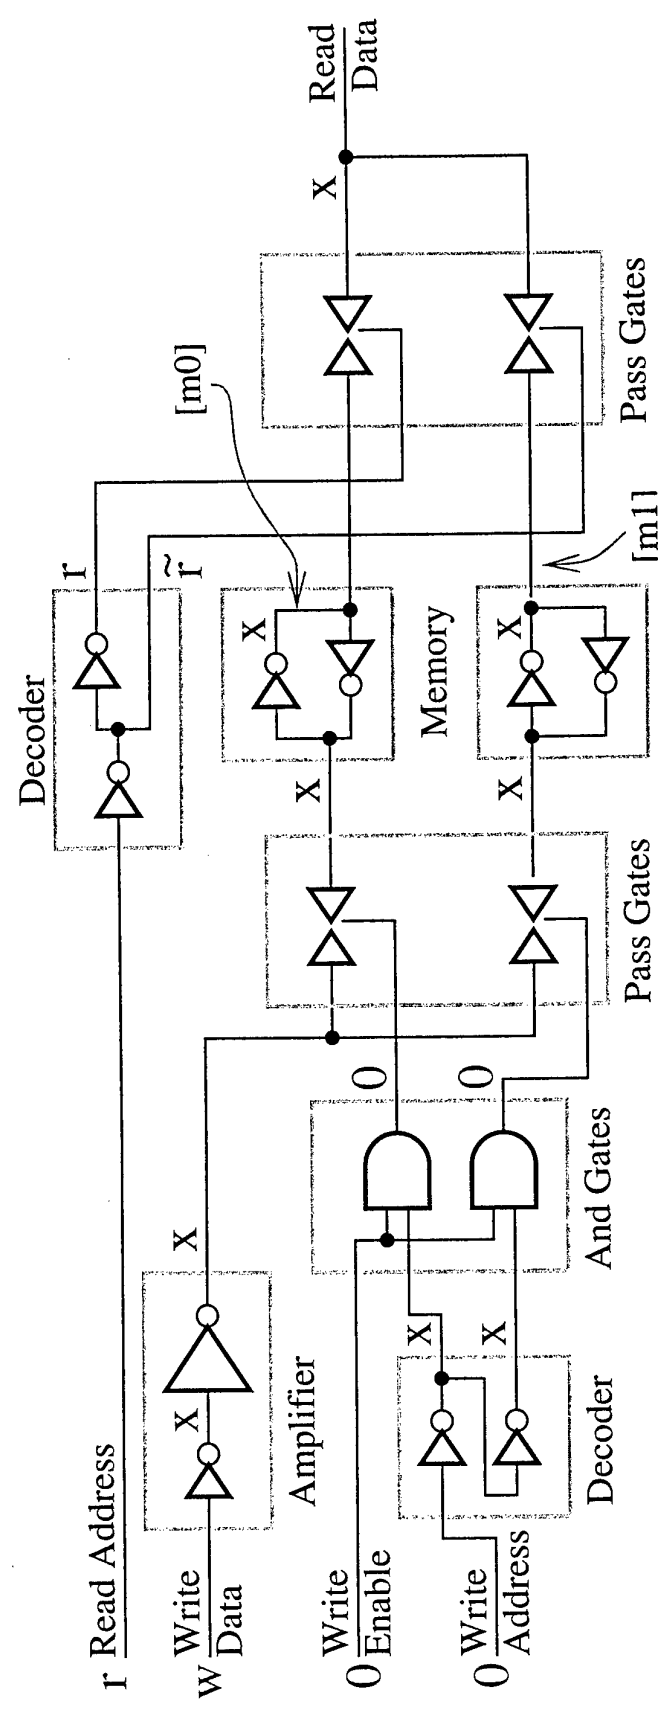 r Read Address
Decoder
r
r̃
w Write
Data
X
X
Amplifier
0 Write
Enable
0 Write
Address
X
X
Decoder
0
0
And Gates
Pass Gates
X
X
[m0]
X
X
Memory
[m1]
Pass Gates
X
Read
Data